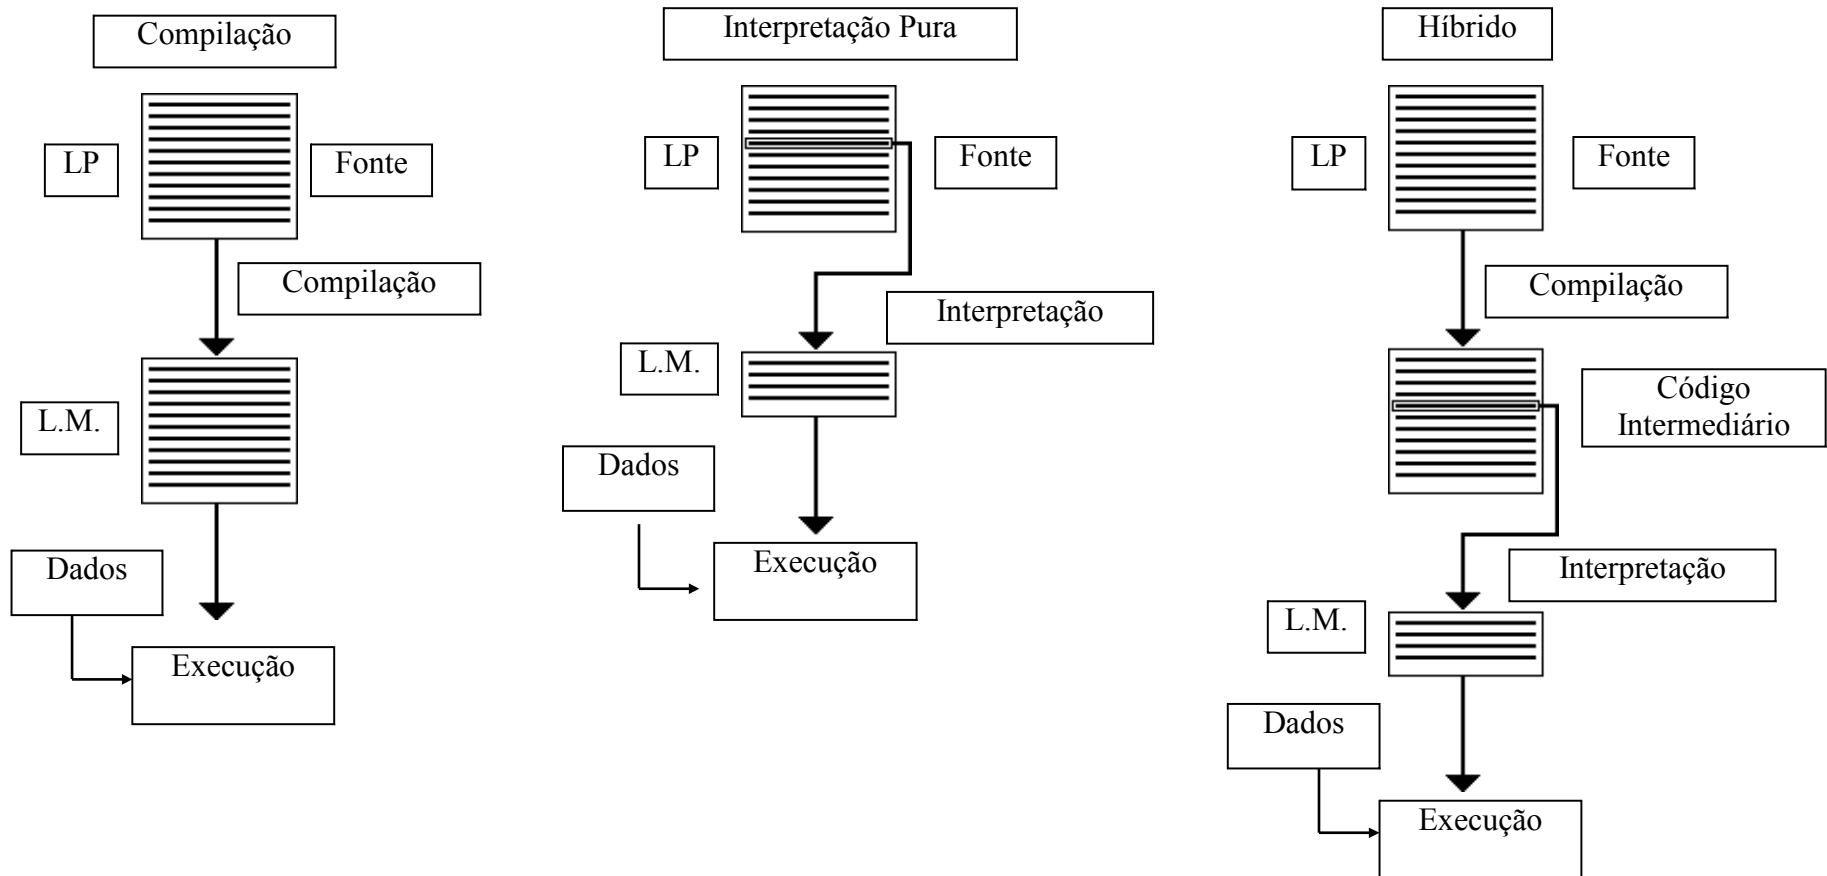 Compilação
LP
Fonte
Compilação
L.M.
Dados
Execução
Interpretação Pura
LP
Fonte
Interpretação
L.M.
Dados
Execução
Híbrido
LP
Fonte
Compilação
Código
Intermediário
Interpretação
L.M.
Dados
Execução